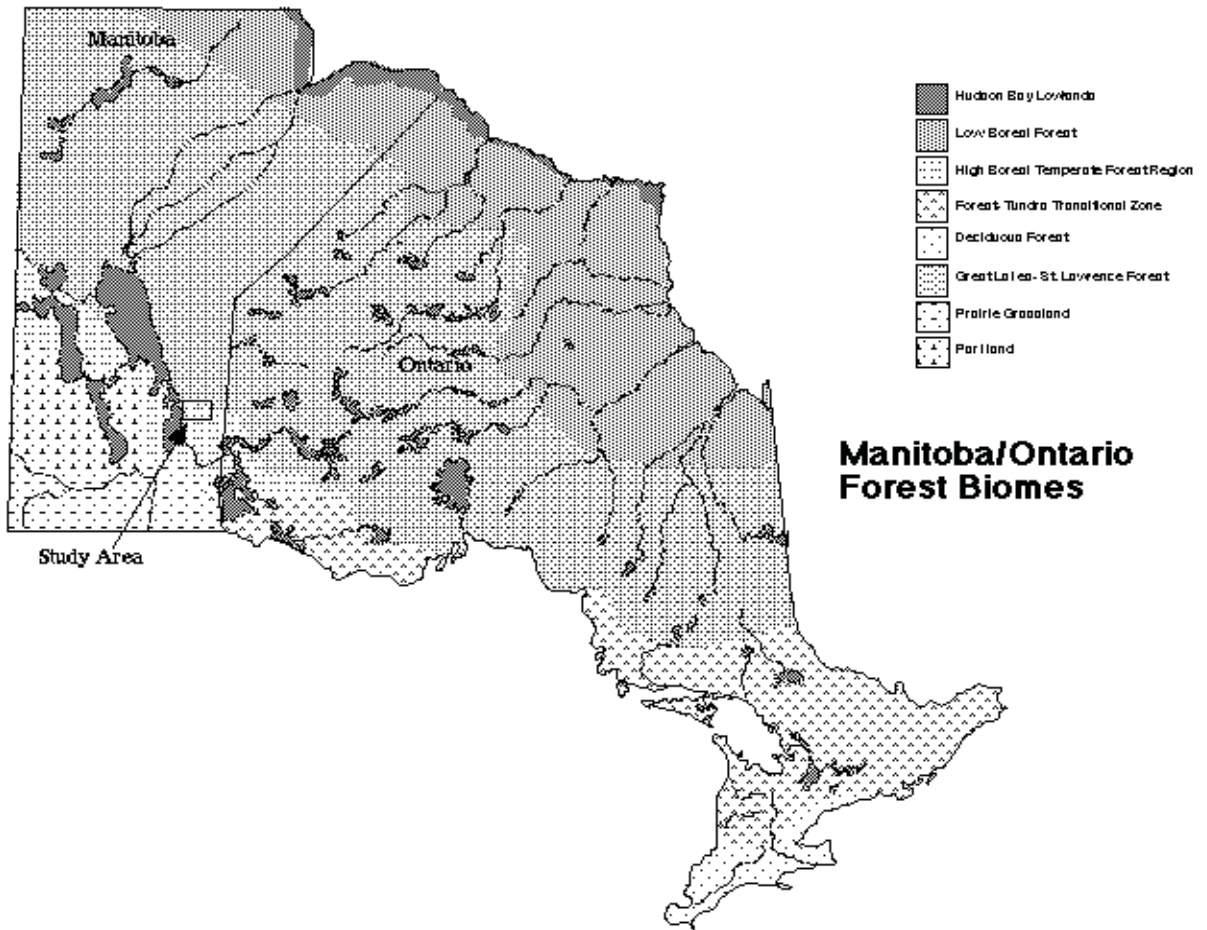 Manitoba
Hudson Bay Lowlands
Low Boreal Forest
High Boreal Temperate Forest Region
Forest-Tundra Transitional Zone
Deciduous Forest
Great Lakes - St. Lawrence Forest
Prairie Grassland
Parkland
Ontario
Manitoba/Ontario
Forest Biomes
Study Area